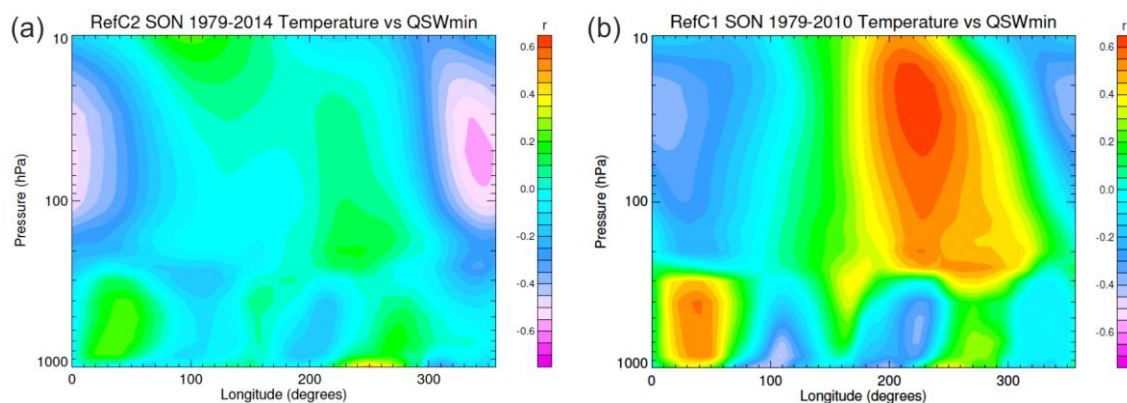 (a)
RefC2 SON 1979-2014 Temperature vs QSWmin
r
10
100
1000
Pressure (hPa)
0
100
200
300
Longitude (degrees)
0.6
0.4
0.2
0.0
-0.2
-0.4
-0.6
(b)
RefC1 SON 1979-2010 Temperature vs QSWmin
r
10
100
1000
Pressure (hPa)
0
100
200
300
Longitude (degrees)
0.6
0.4
0.2
0.0
-0.2
-0.4
-0.6